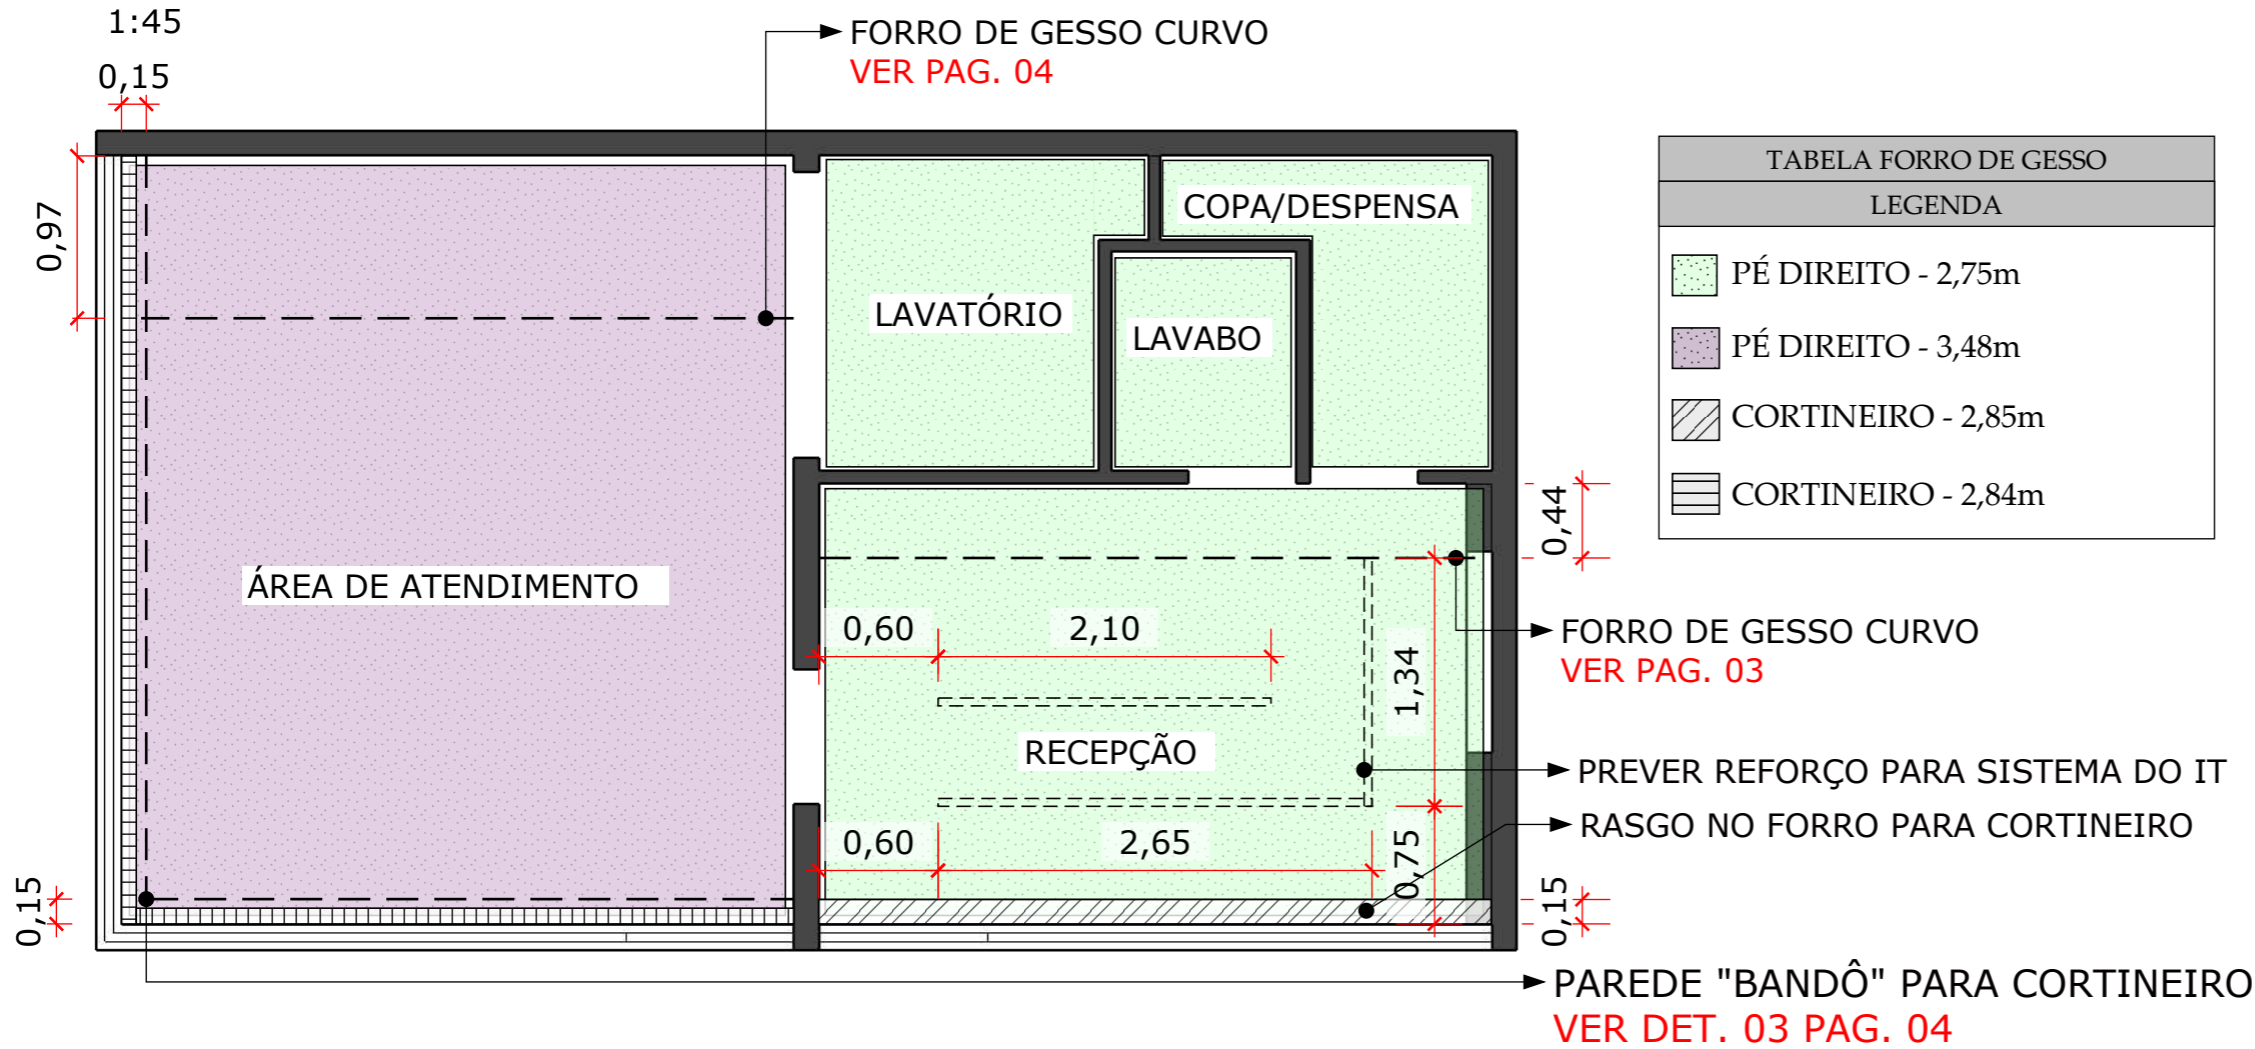 1:45
0,15
FORRO DE GESSO CURVO
VER PAG. 04
TABELA FORRO DE GESSO
LEGENDA
PÉ DIREITO - 2,75m
PÉ DIREITO - 3,48m
CORTINEIRO - 2,85m
CORTINEIRO - 2,84m
0,97
COPA/DESPENSA
LAVATÓRIO
LAVABO
0,44
ÁREA DE ATENDIMENTO
0,60
2,10
FORRO DE GESSO CURVO
VER PAG. 03
1,34
RECEPÇÃO
PREVER REFORÇO PARA SISTEMA DO IT
RASGO NO FORRO PARA CORTINEIRO
0,60
2,65
0,75
0,15
0,15
PAREDE "BANDÔ" PARA CORTINEIRO
VER DET. 03 PAG. 04